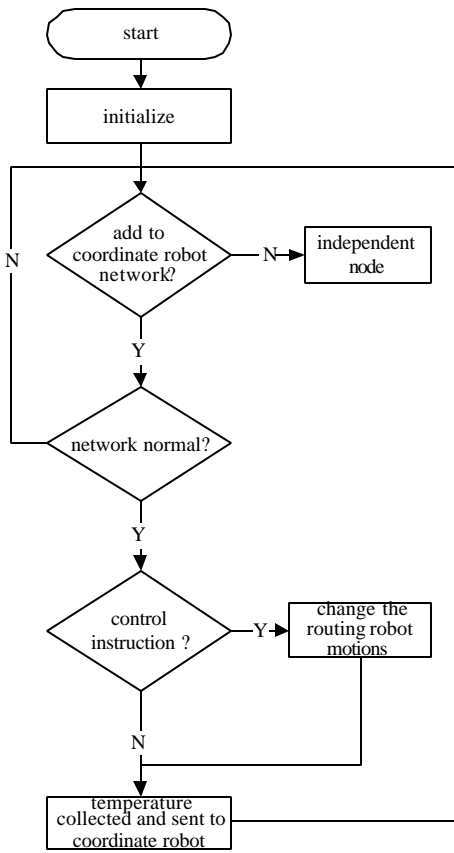 start
initialize
add to
coordinate robot
network?
N
independent
node
N
Y
network normal?
Y
control
instruction ?
Y
change the
routing robot
motions
N
temperature
collected and sent to
coordinate robot